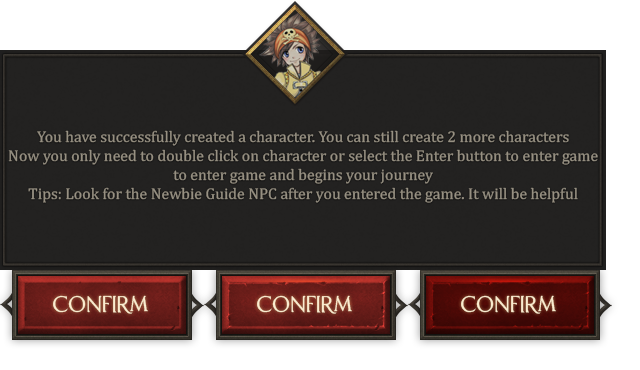 You have successfully created a character. You can still create 2 more characters
Now you only need to double click on character or select the Enter button to enter game
to enter game and begins your journey
Tips: Look for the Newbie Guide NPC after you entered the game. It will be helpful
CONFIRM CONFIRM CONFIRM